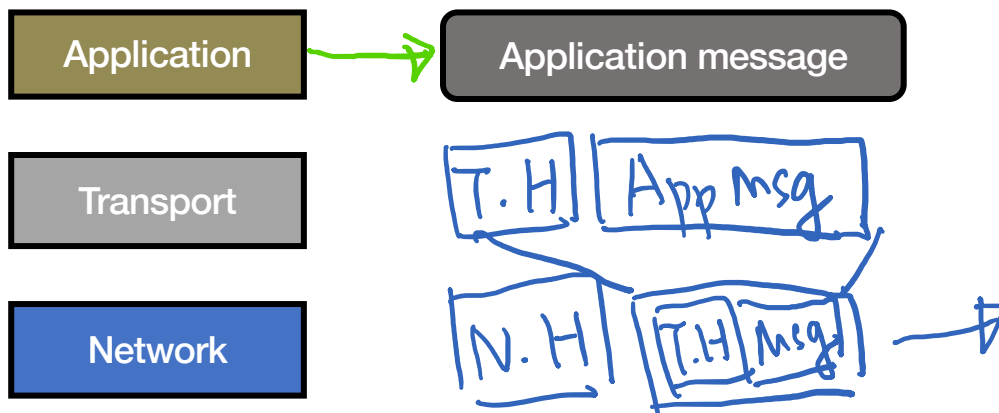 Application Application message
Transport T.H App Msg
Network N.H T.H Msg